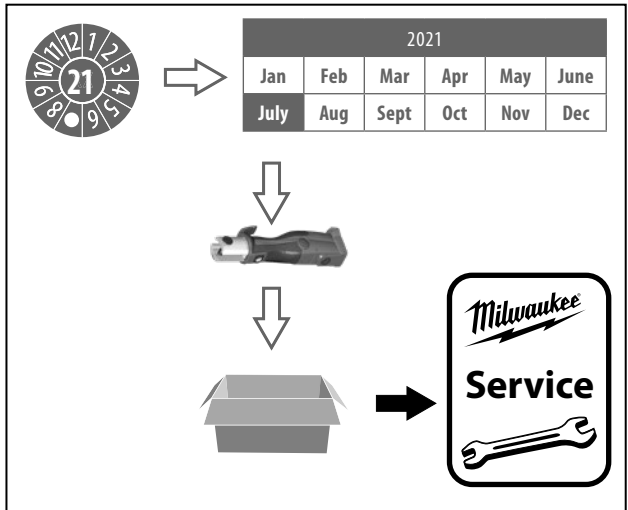 12 1 2 3 4 5 6 8 9 10 11
21
2021
Jan Feb Mar Apr May June
July Aug Sept Oct Nov Dec
Milwaukee
Service